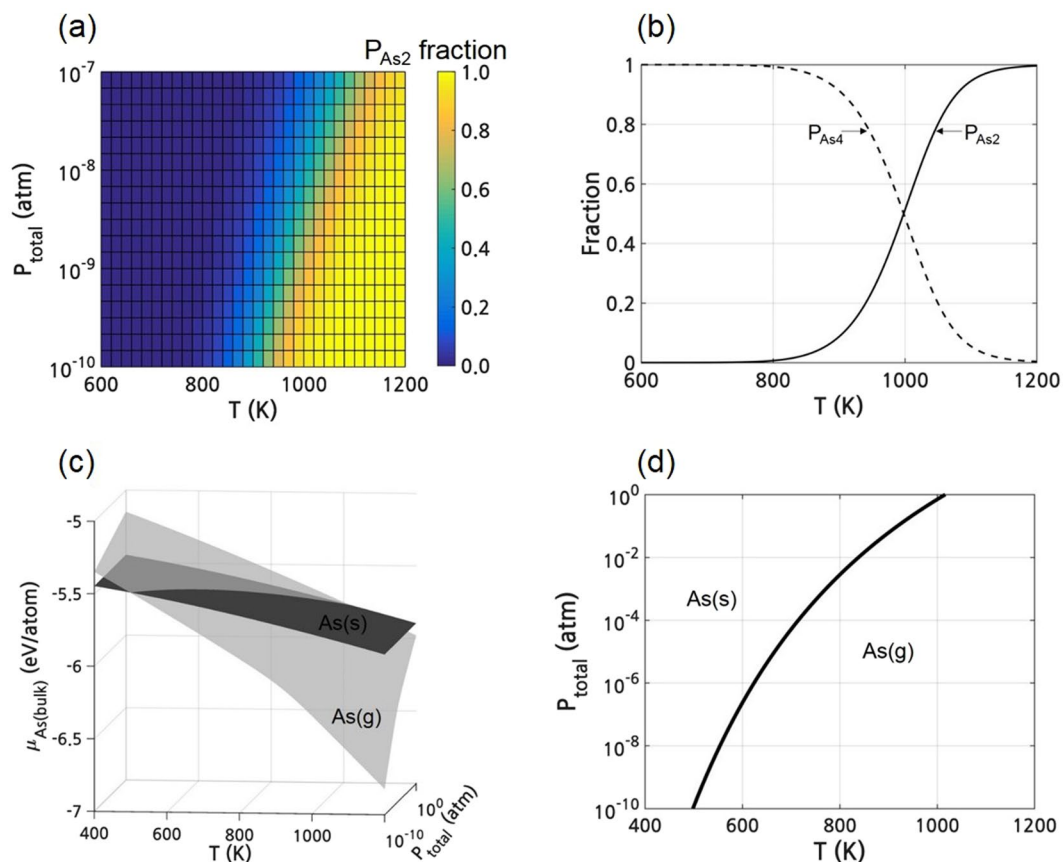 (a)
P_As2 fraction
10^-7
10^-8
10^-9
10^-10
P_total (atm)
600 800 1000 1200
T (K)
1.0
0.8
0.6
0.4
0.2
0.0
(b)
1
0.8
0.6
0.4
0.2
0
Fraction
P_As4
P_As2
600 800 1000 1200
T (K)
(c)
-5
-5.5
-6
-6.5
-7
μ_As(bulk) (eV/atom)
As(s)
As(g)
400 600 800 1000
T (K)
10^0
10^-10
P_total (atm)
(d)
10^0
10^-2
10^-4
10^-6
10^-8
10^-10
P_total (atm)
As(s)
As(g)
400 600 800 1000 1200
T (K)